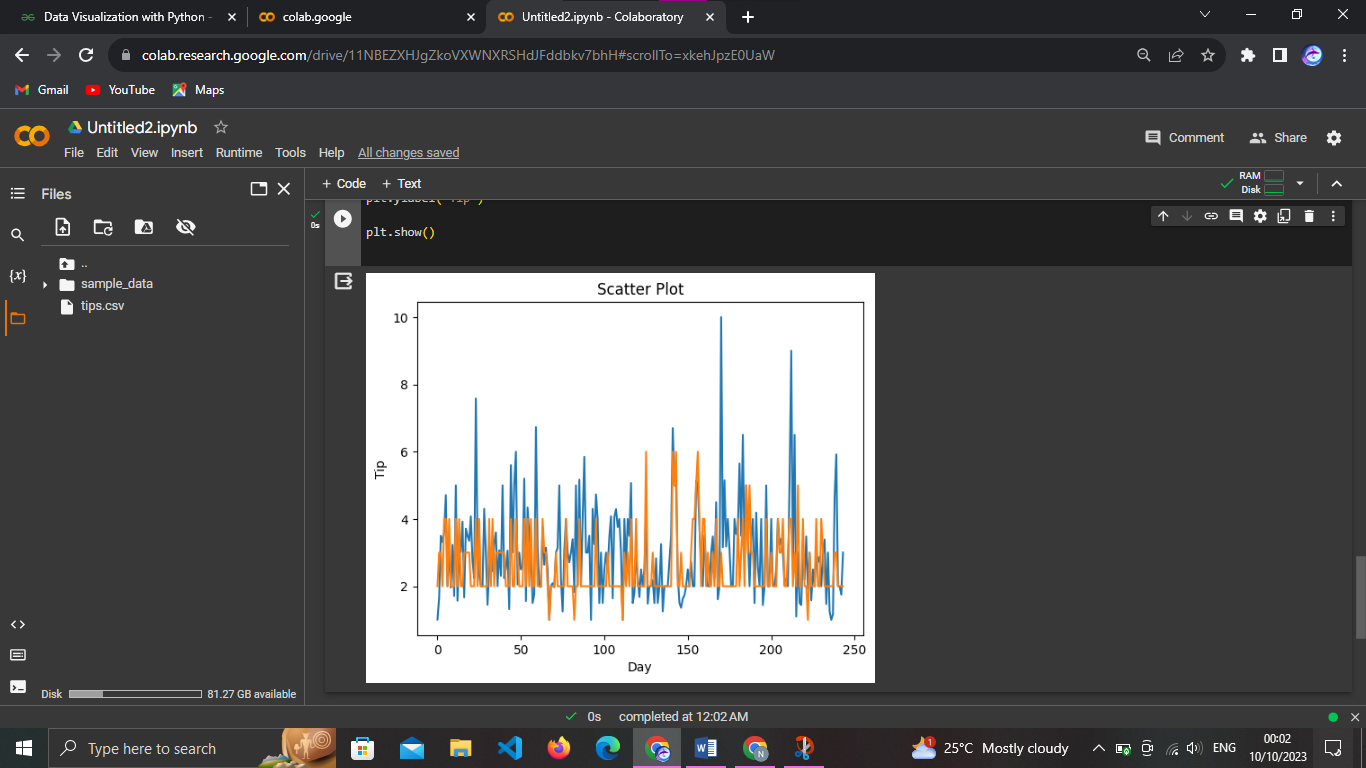 Data Visualization with Python -
colab.google
Untitled2.ipynb - Colaboratory
colab.research.google.com/drive/11NBEZXHJgZkoVXWNXRSHdJFddbkv7bhH#scrollTo=xkehJpzE0UaW
Gmail
YouTube
Maps
Untitled2.ipynb
Comment
Share
File Edit View Insert Runtime Tools Help All changes saved
Files
+ Code + Text
RAM
Disk
plt.ylabel('Tip')
0s
plt.show()
{x}
..
sample_data
tips.csv
Scatter Plot
10
8
6
4
2
Tip
0 50 100 150 200 250
Day
Disk
81.27 GB available
0s completed at 12:02 AM
Type here to search
1
25°C Mostly cloudy
ENG
00:02
10/10/2023
N